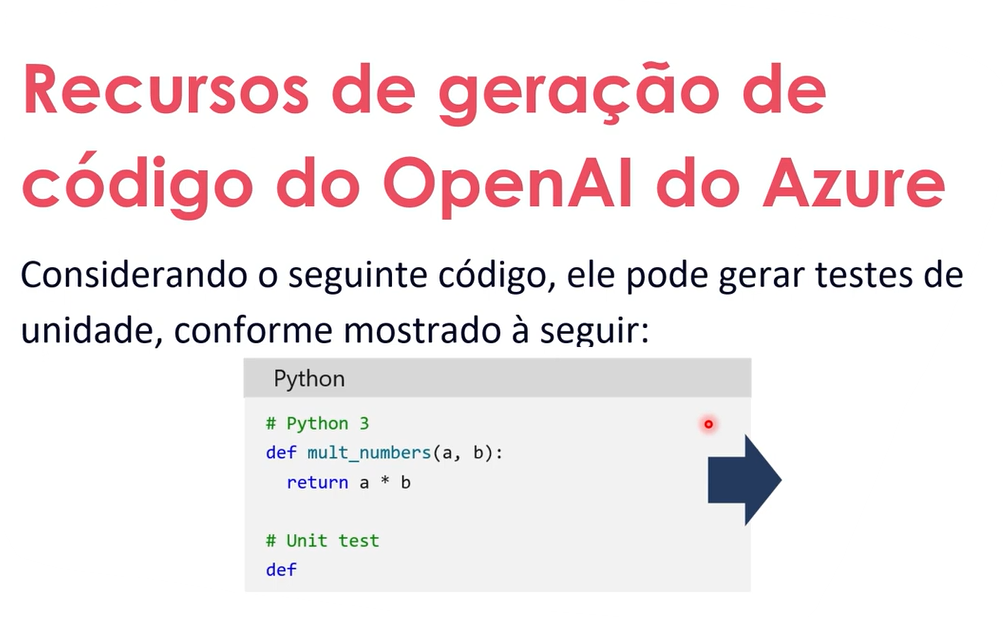 Recursos de geração de
código do OpenAI do Azure
Considerando o seguinte código, ele pode gerar testes de
unidade, conforme mostrado à seguir:
Python
# Python 3
def mult_numbers(a, b):
  return a * b
# Unit test
def